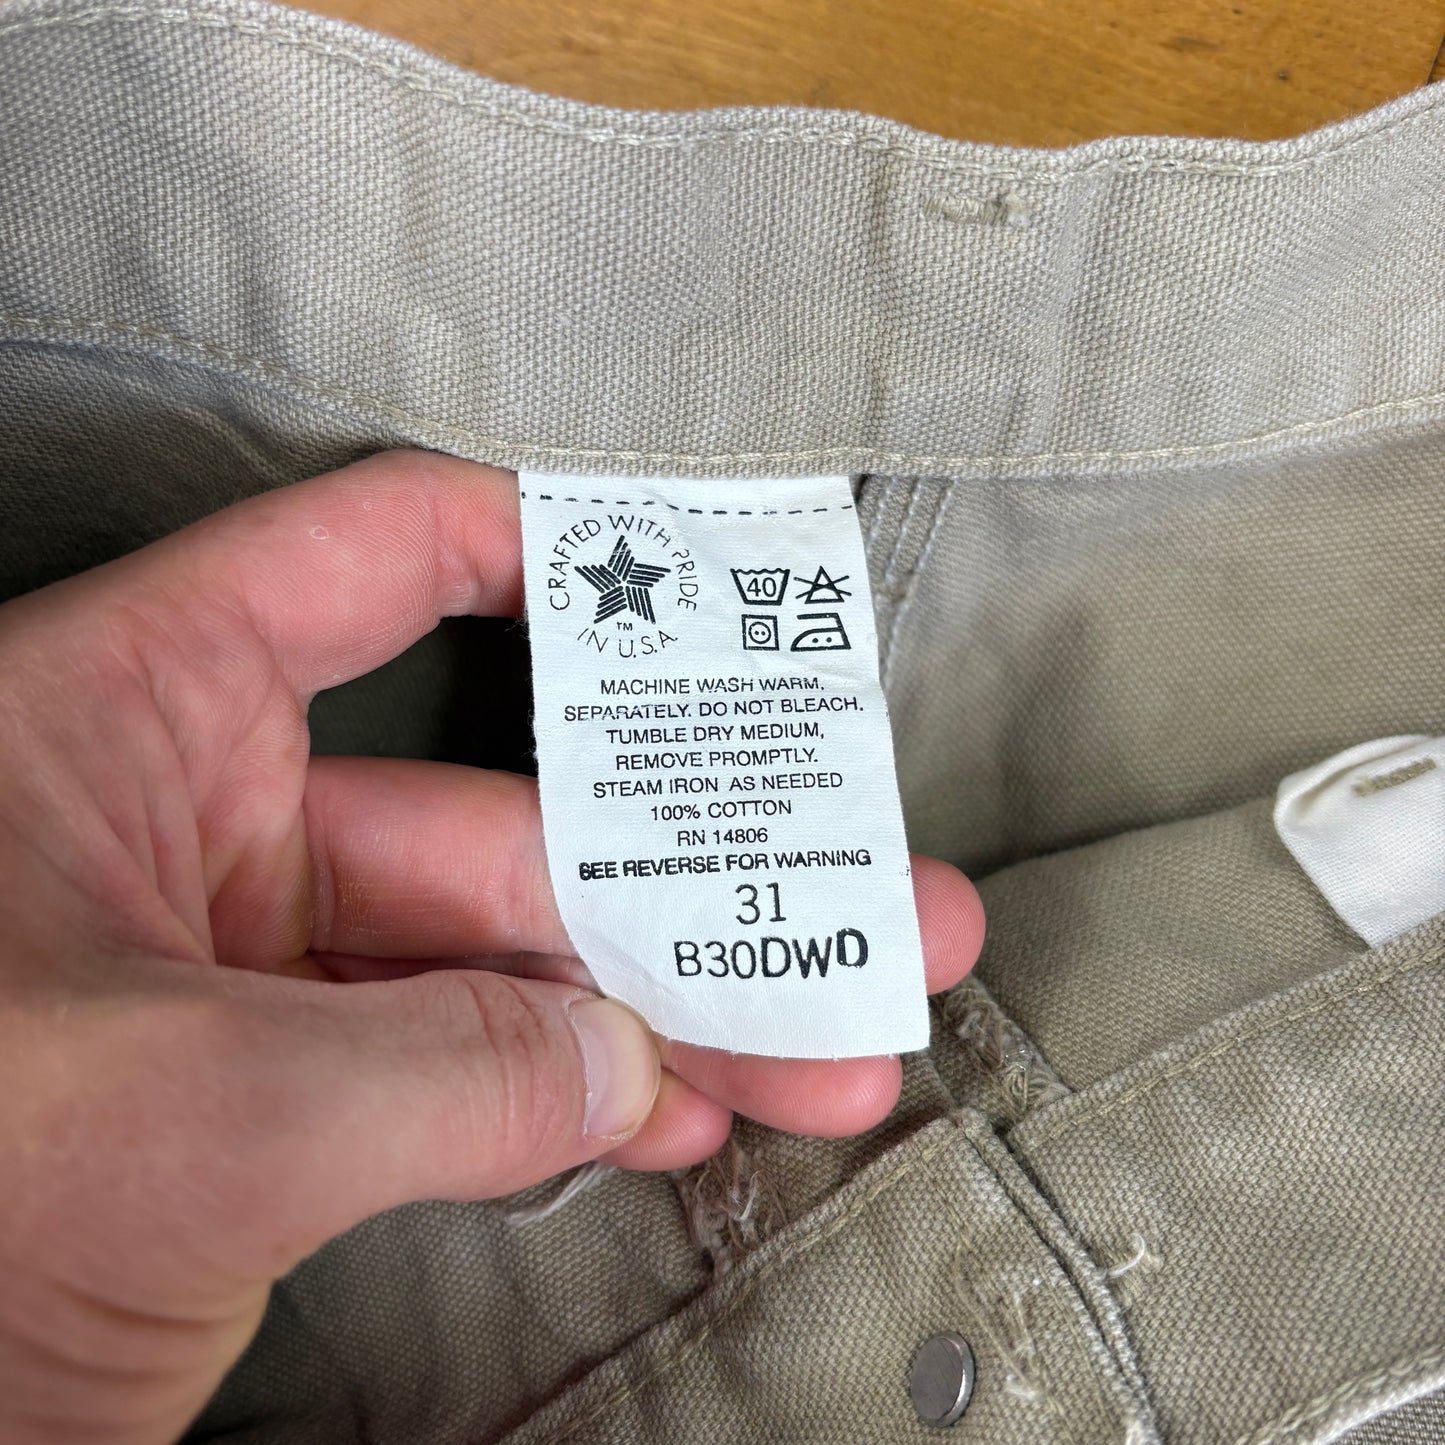 CRAFTED WITH PRIDE
IN U.S.A.
TM
40
MACHINE WASH WARM,
SEPARATELY. DO NOT BLEACH.
TUMBLE DRY MEDIUM,
REMOVE PROMPTLY.
STEAM IRON AS NEEDED
100% COTTON
RN 14806
SEE REVERSE FOR WARNING
31
B30DWD